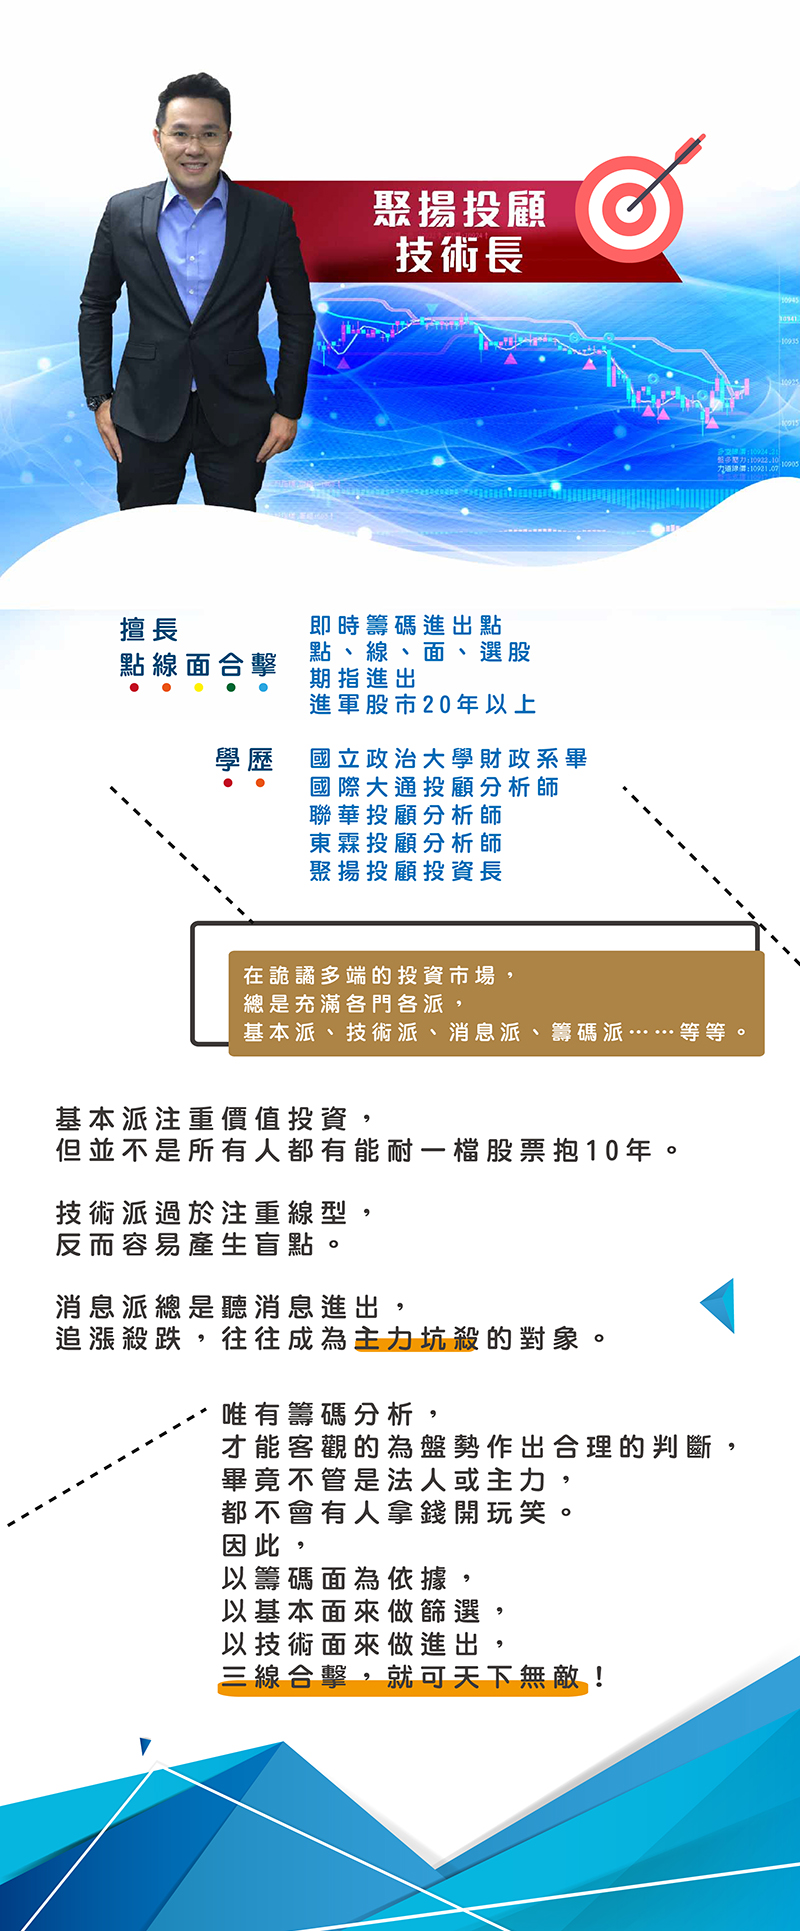 聚揚投顧
技術長
10945
10941
10935
10925
10915
10905
擅長
點線面合擊
即時籌碼進出點
點、線、面、選股
期指進出
進軍股市20年以上
學歷
國立政治大學財政系畢
國際大通投顧分析師
聯華投顧分析師
東霖投顧分析師
聚揚投顧投資長
在詭譎多端的投資市場，
總是充滿各門各派，
基本派、技術派、消息派、籌碼派⋯⋯等等。
基本派注重價值投資，
但並不是所有人都有能耐一檔股票抱10年。
技術派過於注重線型，
反而容易產生盲點。
消息派總是聽消息進出，
追漲殺跌，往往成為主力坑殺的對象。
唯有籌碼分析，
才能客觀的為盤勢作出合理的判斷，
畢竟不管是法人或主力，
都不會有人拿錢開玩笑。
因此，
以籌碼面為依據，
以基本面來做篩選，
以技術面來做進出，
三線合擊，就可天下無敵！